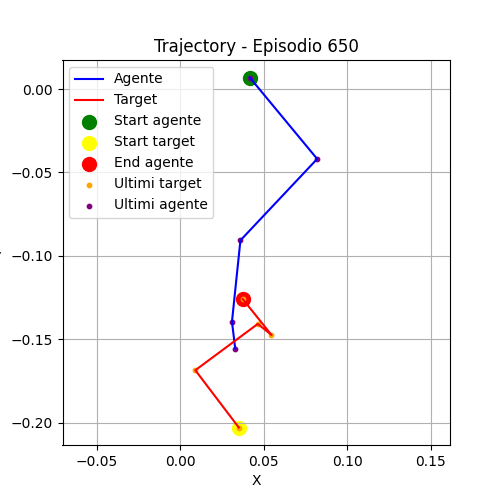 Trajectory - Episodio 650
Agente
Target
Start agente
Start target
End agente
Ultimi target
Ultimi agente
0.00
−0.05
−0.10
−0.15
−0.20
−0.05
0.00
0.05
0.10
0.15
X